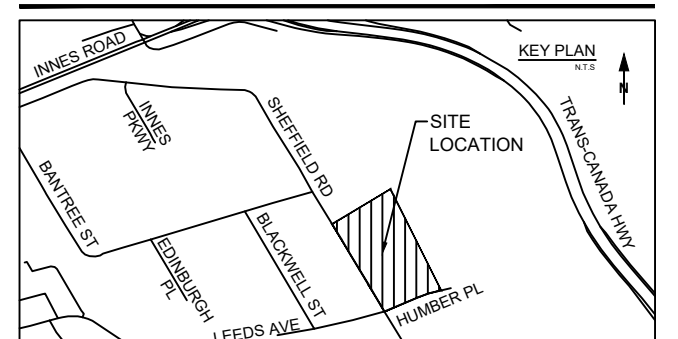 INNES ROAD
KEY PLAN
N.T.S
N
INNES
PKWY
SHEFFIELD RD
SITE
LOCATION
TRANS-CANADA HWY
BANTREE ST
EDINBURGH
PL
BLACKWELL ST
HUMBER PL
LEEDS AVE